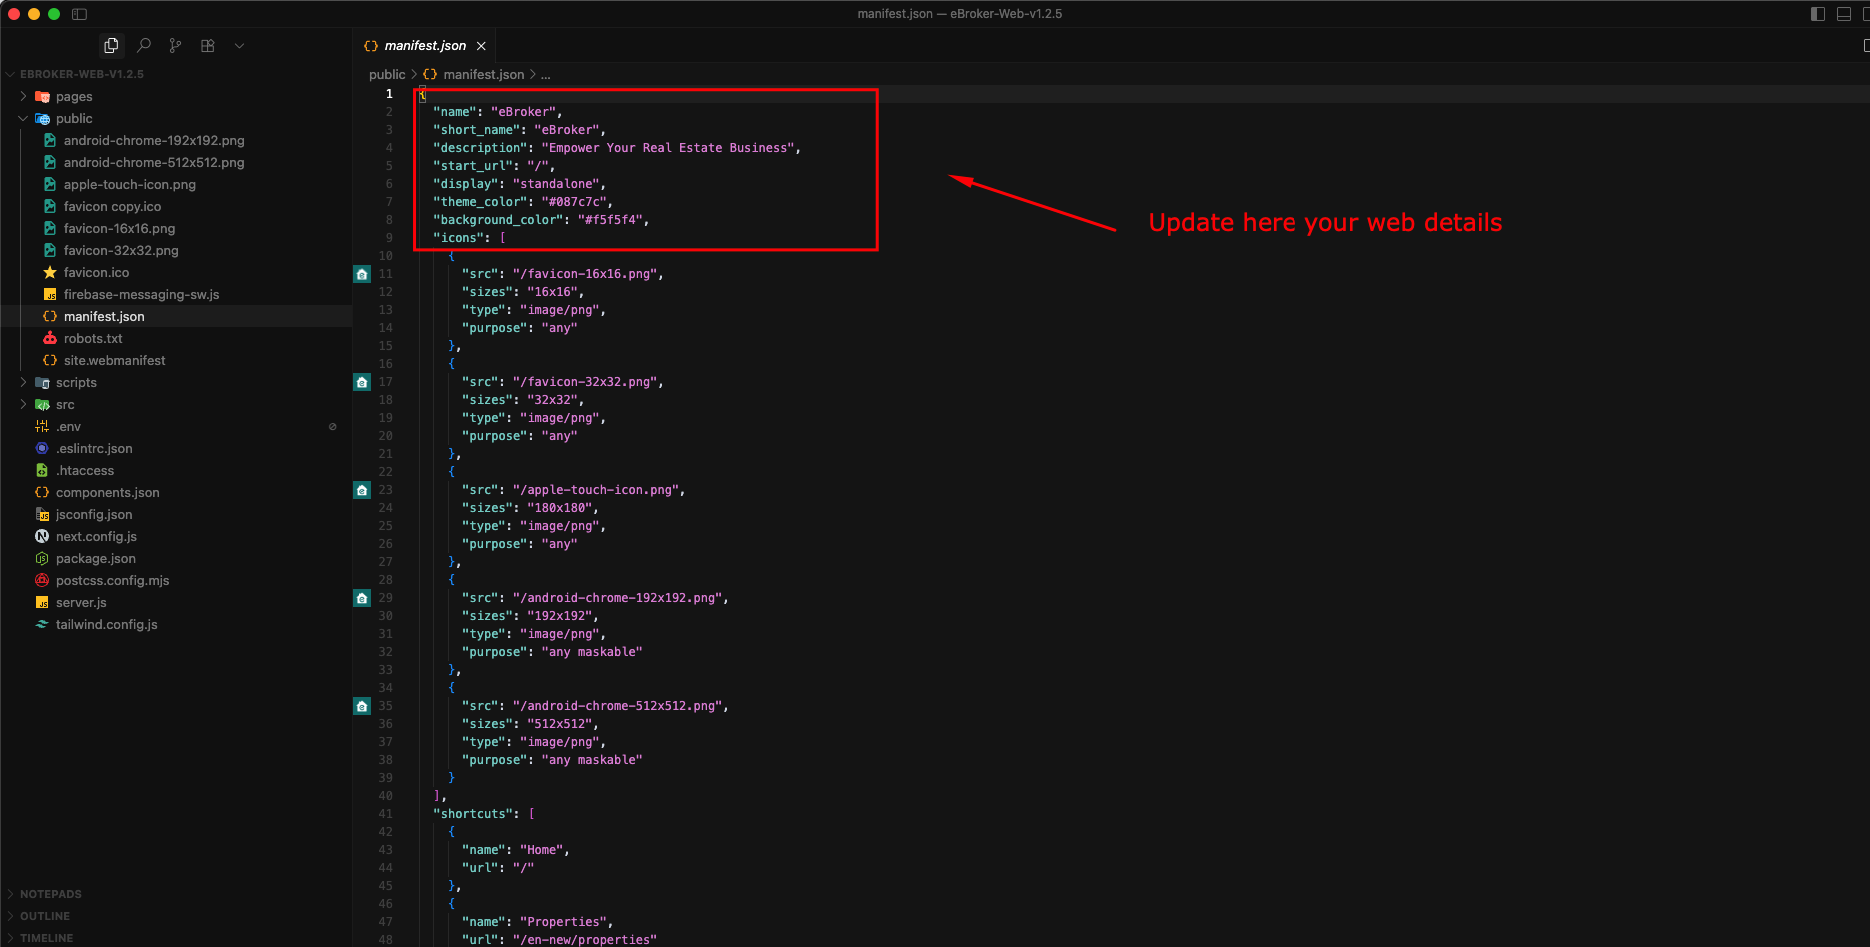 manifest.json — eBroker-Web-v1.2.5
EBROKER-WEB-V1.2.5
pages
public
android-chrome-192x192.png
android-chrome-512x512.png
apple-touch-icon.png
favicon copy.ico
favicon-16x16.png
favicon-32x32.png
favicon.ico
firebase-messaging-sw.js
manifest.json
robots.txt
site.webmanifest
scripts
src
.env
.eslintrc.json
.htaccess
components.json
jsconfig.json
next.config.js
package.json
postcss.config.mjs
server.js
tailwind.config.js
NOTEPADS
OUTLINE
TIMELINE
manifest.json
public > manifest.json > ...
1 {
2 "name": "eBroker",
3 "short_name": "eBroker",
4 "description": "Empower Your Real Estate Business",
5 "start_url": "/",
6 "display": "standalone",
7 "theme_color": "#087c7c",
8 "background_color": "#f5f5f4",
9 "icons": [
10 {
11 "src": "/favicon-16x16.png",
12 "sizes": "16x16",
13 "type": "image/png",
14 "purpose": "any"
15 },
16 {
17 "src": "/favicon-32x32.png",
18 "sizes": "32x32",
19 "type": "image/png",
20 "purpose": "any"
21 },
22 {
23 "src": "/apple-touch-icon.png",
24 "sizes": "180x180",
25 "type": "image/png",
26 "purpose": "any"
27 },
28 {
29 "src": "/android-chrome-192x192.png",
30 "sizes": "192x192",
31 "type": "image/png",
32 "purpose": "any maskable"
33 },
34 {
35 "src": "/android-chrome-512x512.png",
36 "sizes": "512x512",
37 "type": "image/png",
38 "purpose": "any maskable"
39 }
40 ],
41 "shortcuts": [
42 {
43 "name": "Home",
44 "url": "/"
45 },
46 {
47 "name": "Properties",
48 "url": "/en-new/properties"
Update here your web details